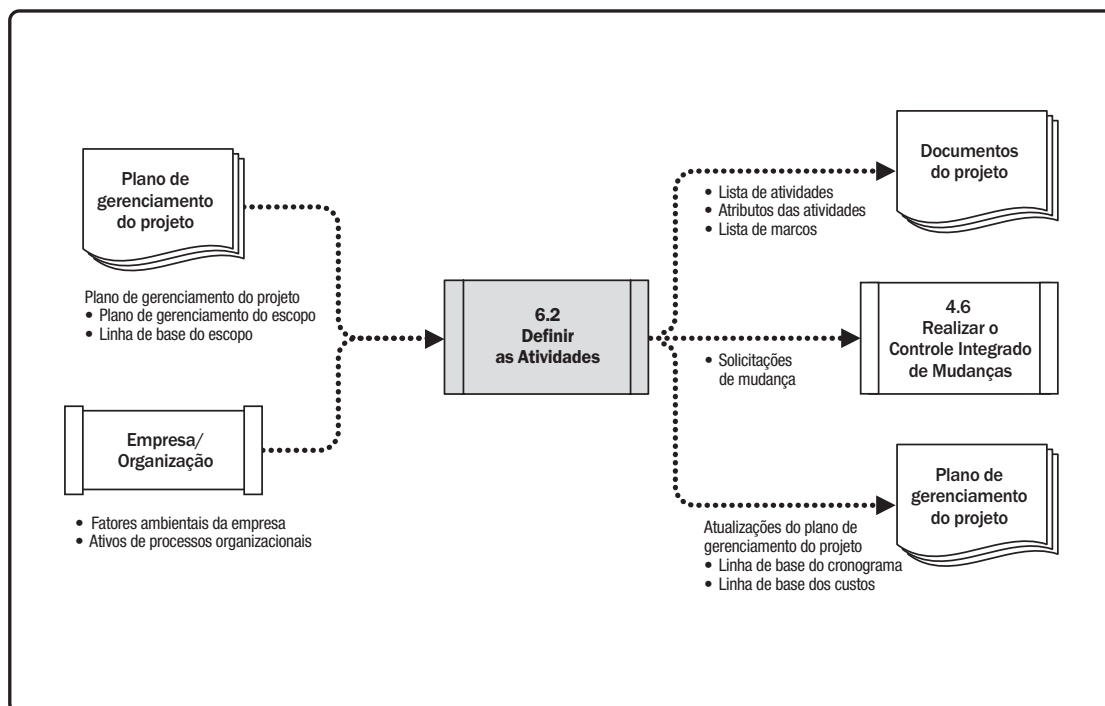 Plano de
gerenciamento
do projeto
Plano de gerenciamento do projeto
• Plano de gerenciamento do escopo
• Linha de base do escopo
Empresa/
Organização
• Fatores ambientais da empresa
• Ativos de processos organizacionais
6.2
Definir
as Atividades
• Lista de atividades
• Atributos das atividades
• Lista de marcos
Documentos
do projeto
• Solicitações
de mudança
4.6
Realizar o
Controle Integrado
de Mudanças
Atualizações do plano de
gerenciamento do projeto
• Linha de base do cronograma
• Linha de base dos custos
Plano de
gerenciamento
do projeto